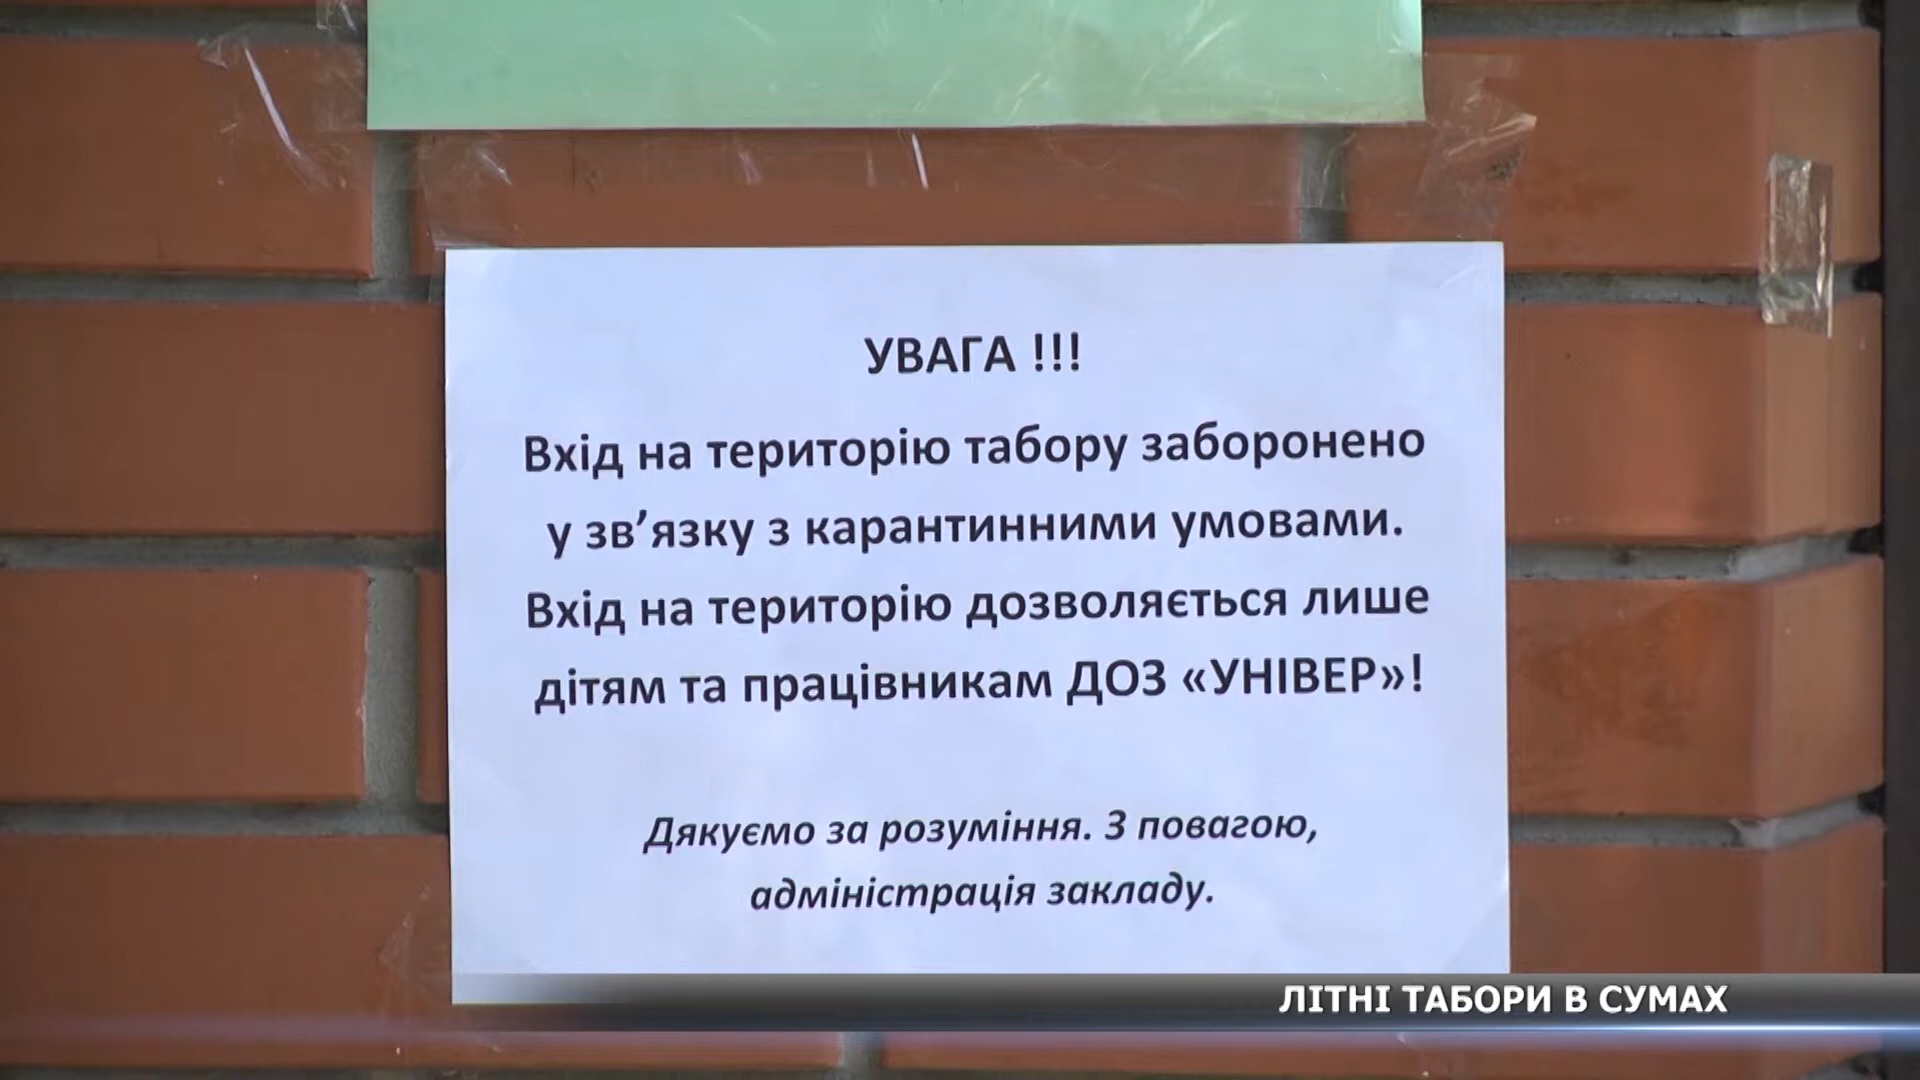 УВАГА !!!
Вхід на територію табору заборонено
у зв’язку з карантинними умовами.
Вхід на територію дозволяється лише
дітям та працівникам ДОЗ «УНІВЕР»!
Дякуємо за розуміння. З повагою,
адміністрація закладу.
ЛІТНІ ТАБОРИ В СУМАХ